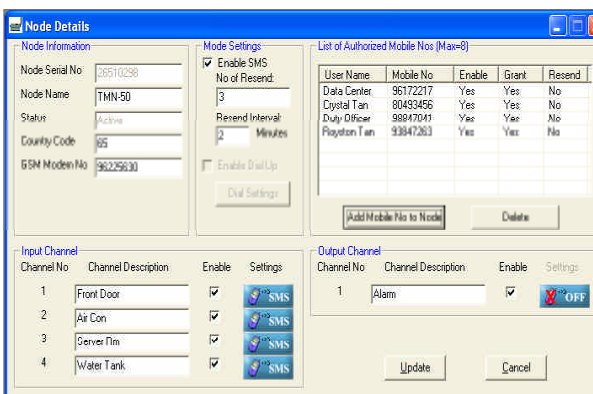 Node Details
Node Information
Node Serial No 26510298
Node Name TMN-50
Status Active
Country Code 65
GSM Modem No 96225630
Mode Settings
Enable SMS
No of Resend:
3
Resend Interval:
2 Minutes
Enable Dial Up
Dial Settings
List of Authorized Mobile Nos (Max=8)
User Name Mobile No Enable Grant Resend
Data Center 96172217 Yes Yes No
Crystal Tan 80493456 Yes Yes No
Duty Officer 98847041 Yes Yes No
Royston Tan 93847263 Yes Yes No
Add Mobile No to Node Delete
Input Channel
Channel No Channel Description Enable Settings
1 Front Door SMS
2 Air Con SMS
3 Server Rm SMS
4 Water Tank SMS
Output Channel
Channel No Channel Description Enable Settings
1 Alarm OFF
Update Cancel